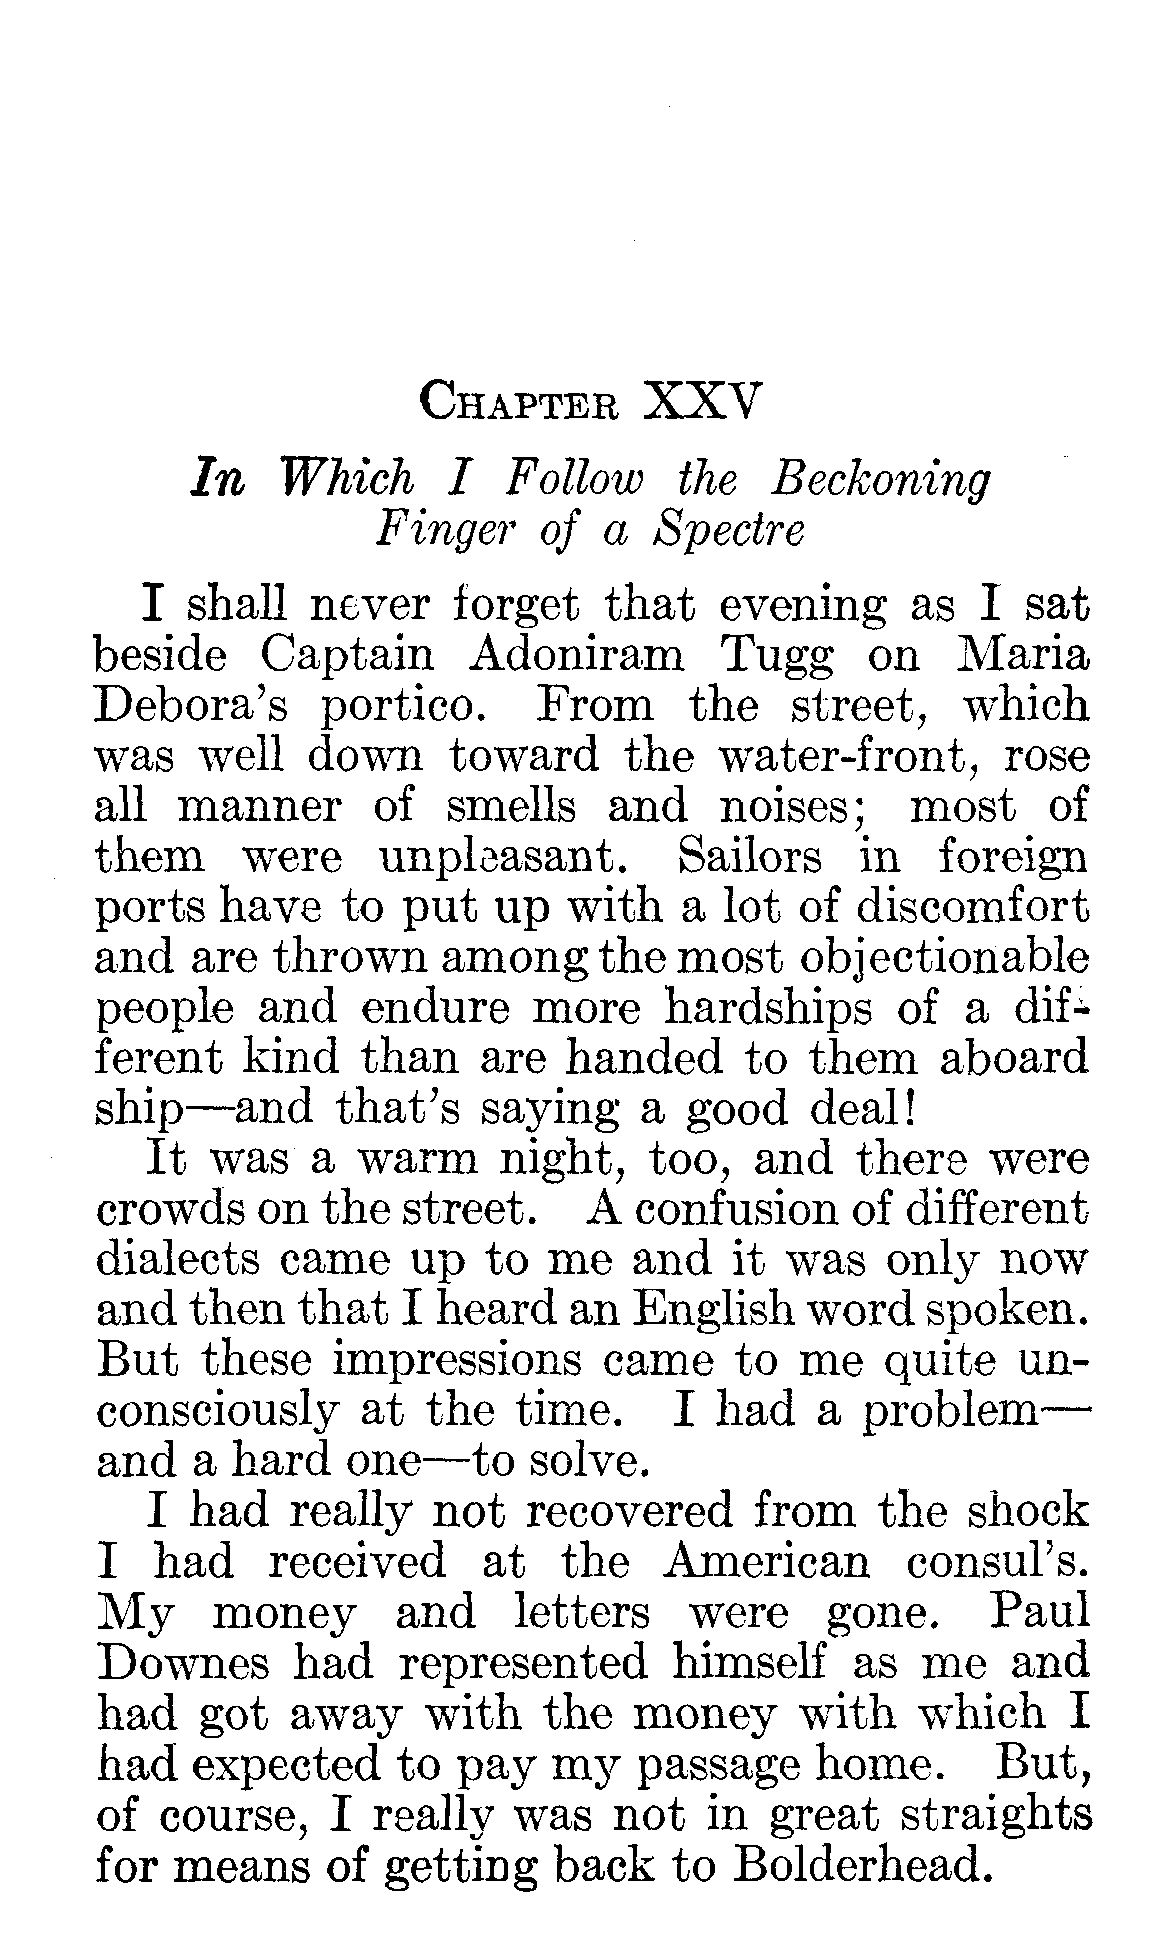 CHAPTER XXV
In Which I Follow the Beckoning
Finger of a Spectre
I shall never forget that evening as I sat
beside Captain Adoniram Tugg on Maria
Debora's portico. From the street, which
was well down toward the water-front, rose
all manner of smells and noises; most of
them were unpleasant. Sailors in foreign
ports have to put up with a lot of discomfort
and are thrown among the most objectionable
people and endure more hardships of a dif-
ferent kind than are handed to them aboard
ship—and that's saying a good deal!
It was a warm night, too, and there were
crowds on the street. A confusion of different
dialects came up to me and it was only now
and then that I heard an English word spoken.
But these impressions came to me quite un-
consciously at the time. I had a problem—
and a hard one—to solve.
I had really not recovered from the shock
I had received at the American consul's.
My money and letters were gone. Paul
Downes had represented himself as me and
had got away with the money with which I
had expected to pay my passage home. But,
of course, I really was not in great straights
for means of getting back to Bolderhead.